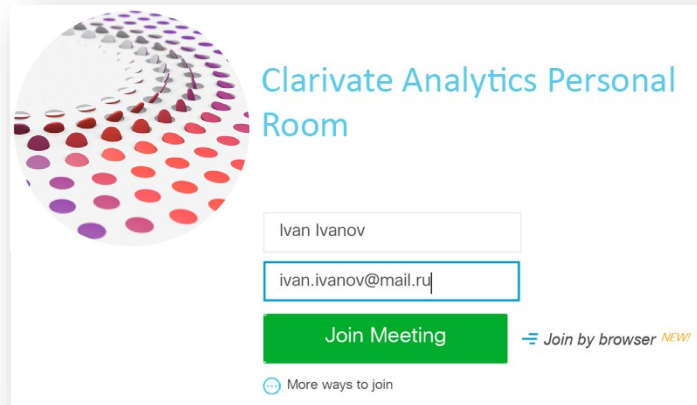 Clarivate Analytics Personal
Room
Ivan Ivanov
ivan.ivanov@mail.ru
Join Meeting
Join by browser NEW!
More ways to join